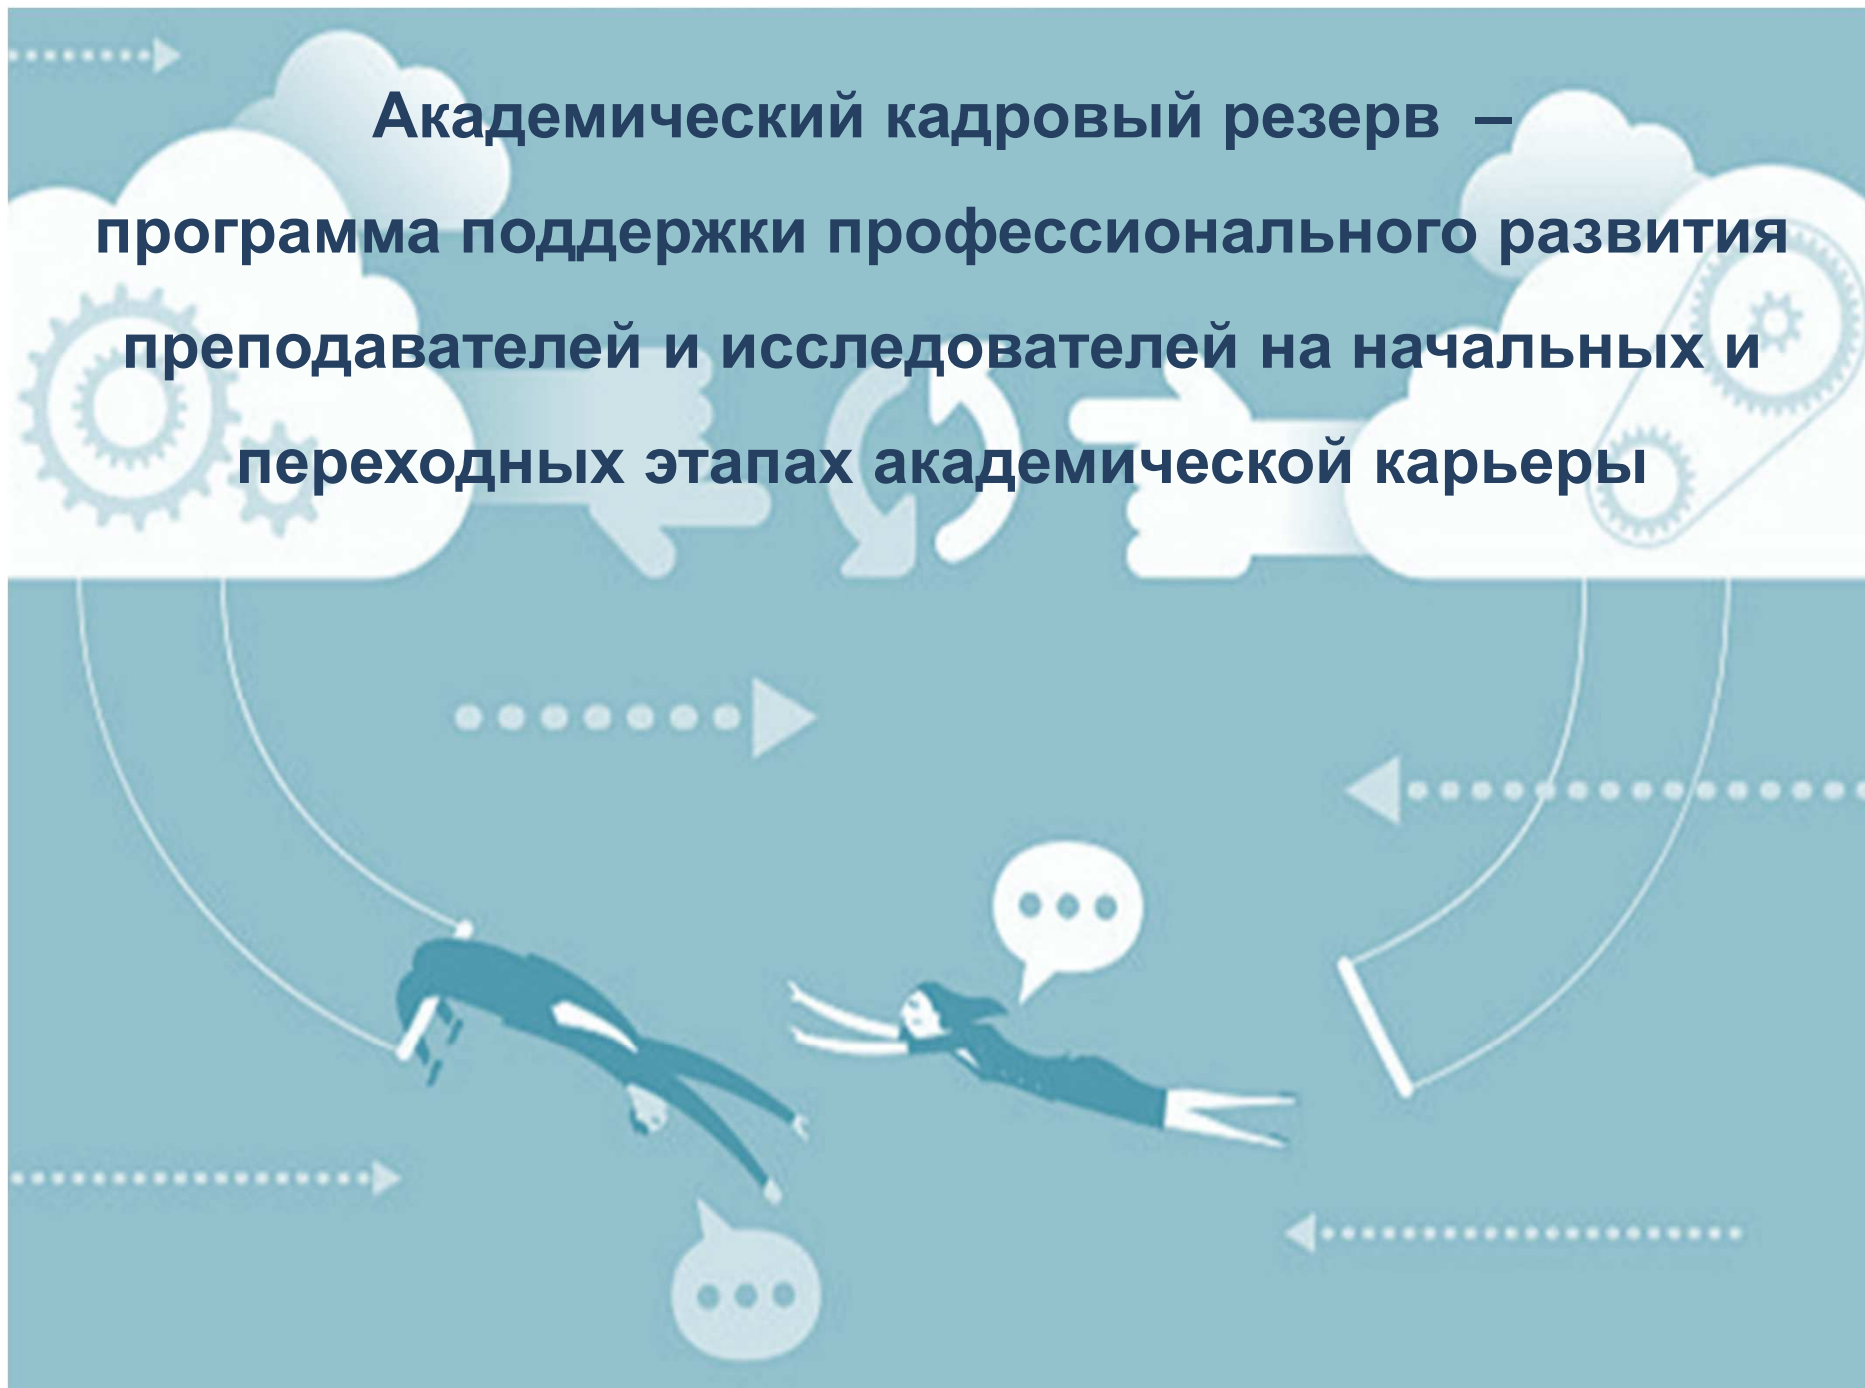 Академический кадровый резерв –
программа поддержки профессионального развития
преподавателей и исследователей на начальных и
переходных этапах академической карьеры